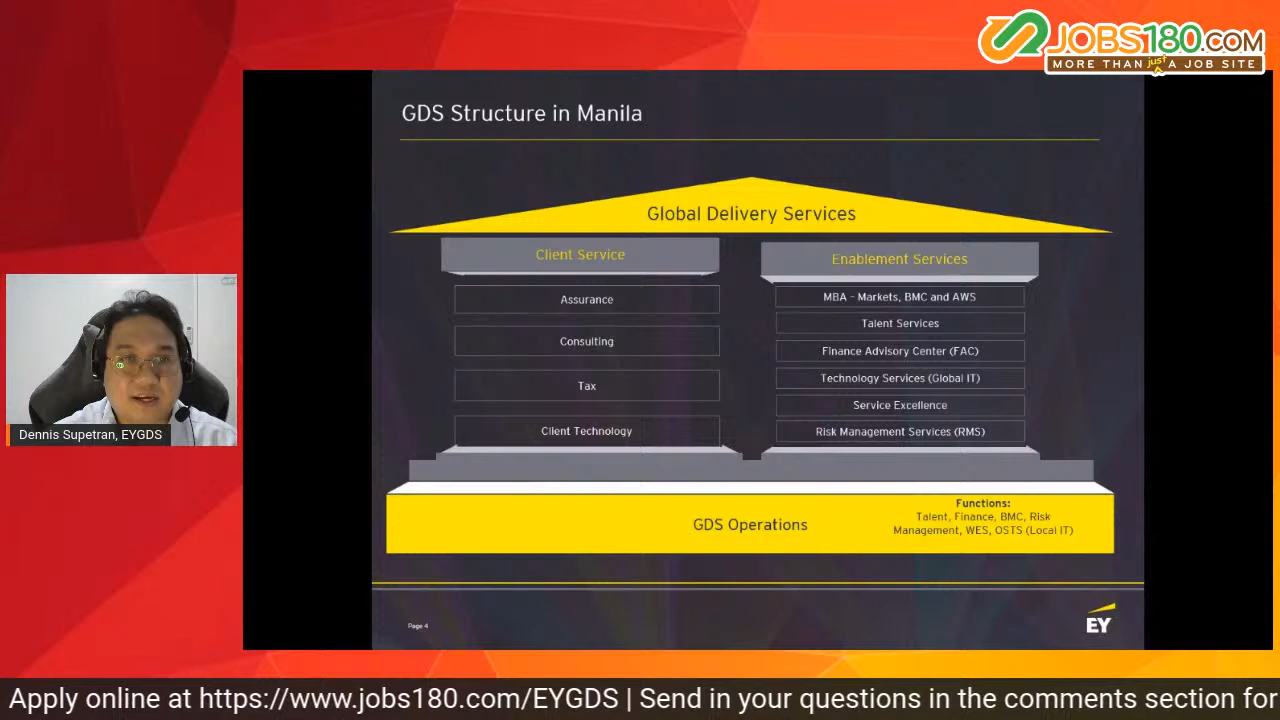 JOBS180.COM
MORE THAN just A JOB SITE
GDS Structure in Manila
Global Delivery Services
Client Service
Assurance
Consulting
Tax
Client Technology
Enablement Services
MBA - Markets, BMC and AWS
Talent Services
Finance Advisory Center (FAC)
Technology Services (Global IT)
Service Excellence
Risk Management Services (RMS)
GDS Operations
Functions:
Talent, Finance, BMC, Risk
Management, WES, OSTS (Local IT)
Page 4
EY
Dennis Supetran, EYGDS
Apply online at https://www.jobs180.com/EYGDS | Send in your questions in the comments section for